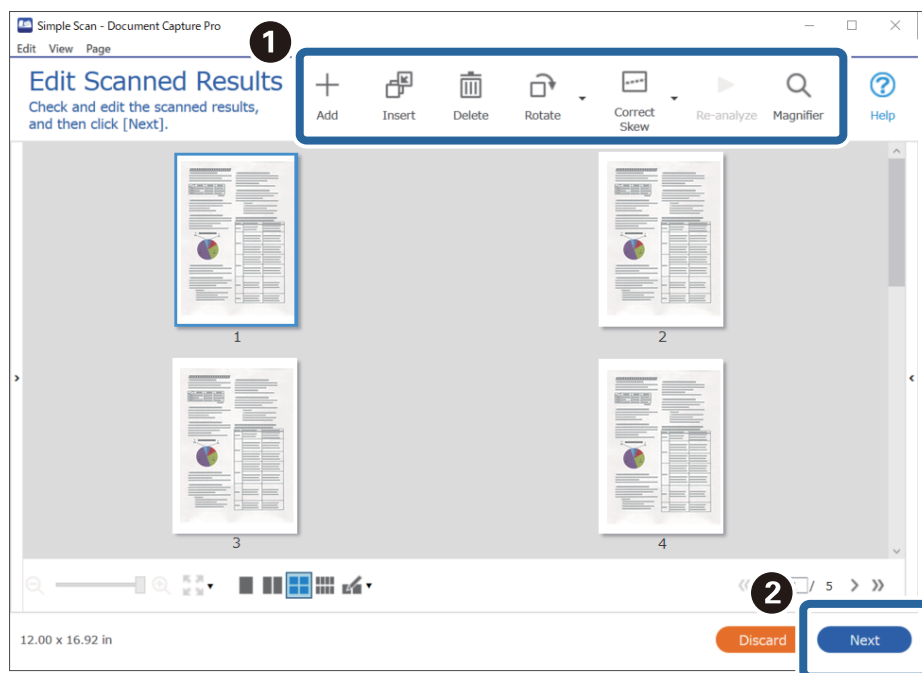 Simple Scan - Document Capture Pro
Edit View Page
1
Edit Scanned Results
Check and edit the scanned results,
and then click [Next].
Add Insert Delete Rotate Correct Skew Re-analyze Magnifier Help
1 2
3 4
/ 5
2
12.00 x 16.92 in
Discard Next